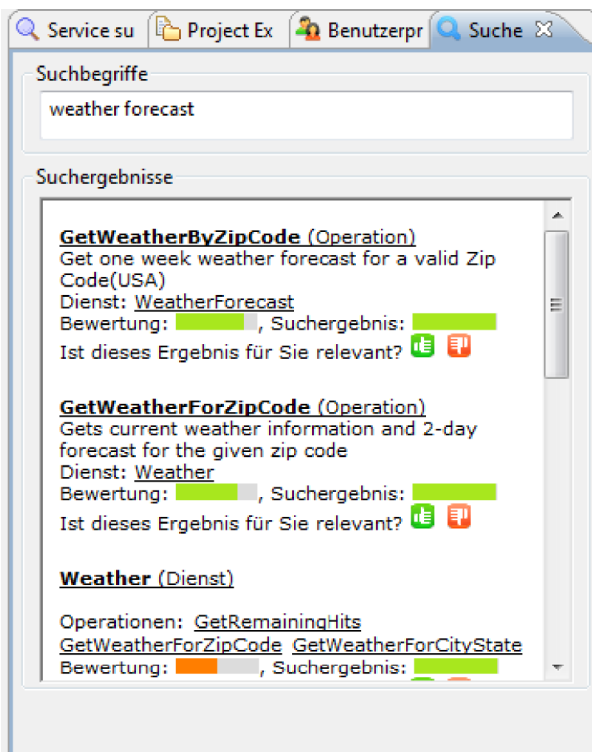 Service su Project Ex Benutzerpr Suche
Suchbegriffe
weather forecast
Suchergebnisse
GetWeatherByZipCode (Operation)
Get one week weather forecast for a valid Zip
Code(USA)
Dienst: WeatherForecast
Bewertung: , Suchergebnis:
Ist dieses Ergebnis für Sie relevant?
GetWeatherForZipCode (Operation)
Gets current weather information and 2-day
forecast for the given zip code
Dienst: Weather
Bewertung: , Suchergebnis:
Ist dieses Ergebnis für Sie relevant?
Weather (Dienst)
Operationen: GetRemainingHits
GetWeatherForZipCode GetWeatherForCityState
Bewertung: , Suchergebnis: